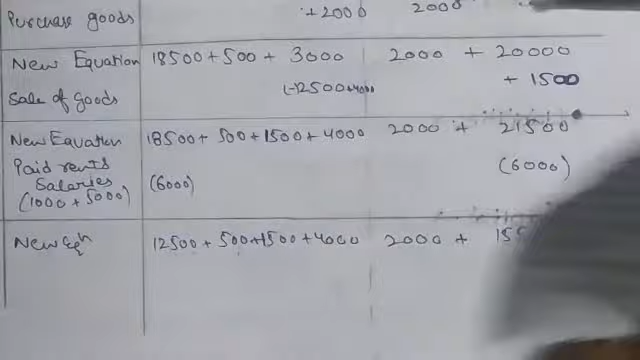 Purchase goods +2000 2000
New Equation 18500+500+3000 2000 + 20000
Sale of goods (-)2500+4000 + 1500
New Equation 18500+ 500+1500+4000 2000 + 21500
Paid rents (6000)
Salaries (6000)
(1000 + 5000)
New Eqn 12500+500+1500+4000 2000 +